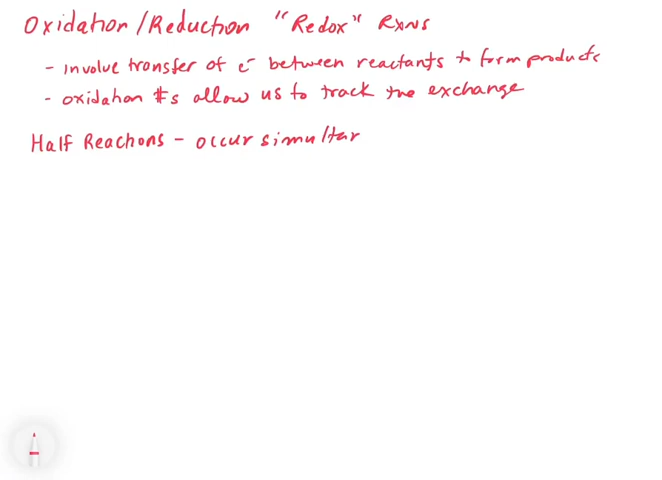 Oxidation/Reduction "Redox" Rxns
- involve transfer of e⁻ between reactants to form products
- oxidation #s allow us to track the exchange
Half Reactions - occur simultan